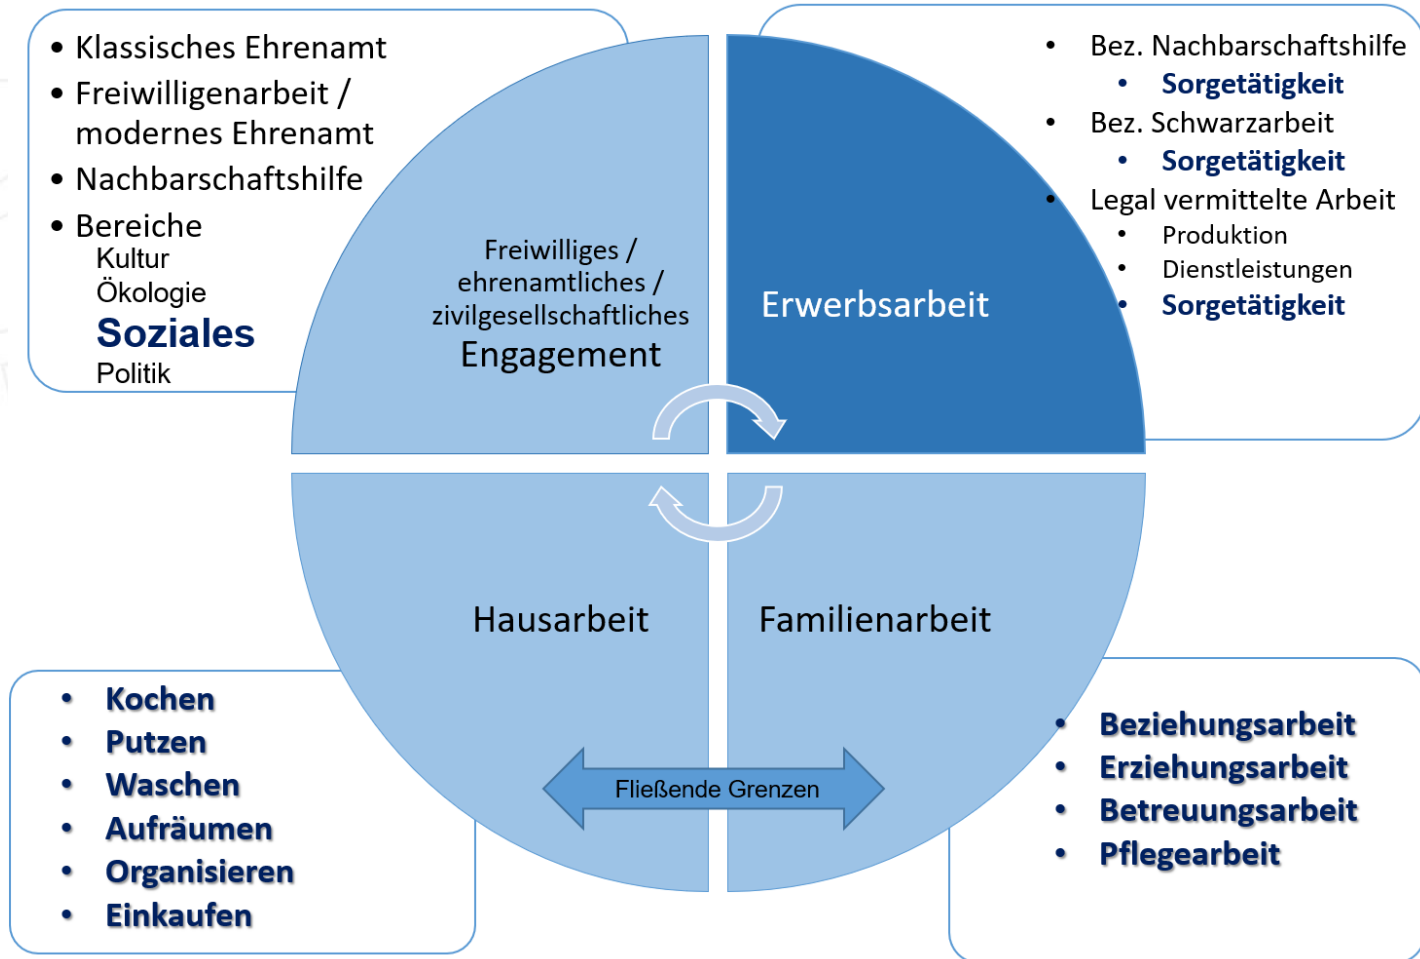 • Klassisches Ehrenamt
• Freiwilligenarbeit /
modernes Ehrenamt
• Nachbarschaftshilfe
• Bereiche
Kultur
Ökologie
Soziales
Politik
Freiwilliges /
ehrenamtliches /
zivilgesellschaftliches
Engagement
Erwerbsarbeit
• Bez. Nachbarschaftshilfe
• Sorgetätigkeit
• Bez. Schwarzarbeit
• Sorgetätigkeit
• Legal vermittelte Arbeit
• Produktion
• Dienstleistungen
• Sorgetätigkeit
Hausarbeit
Familienarbeit
• Kochen
• Putzen
• Waschen
• Aufräumen
• Organisieren
• Einkaufen
Fließende Grenzen
• Beziehungsarbeit
• Erziehungsarbeit
• Betreuungsarbeit
• Pflegearbeit